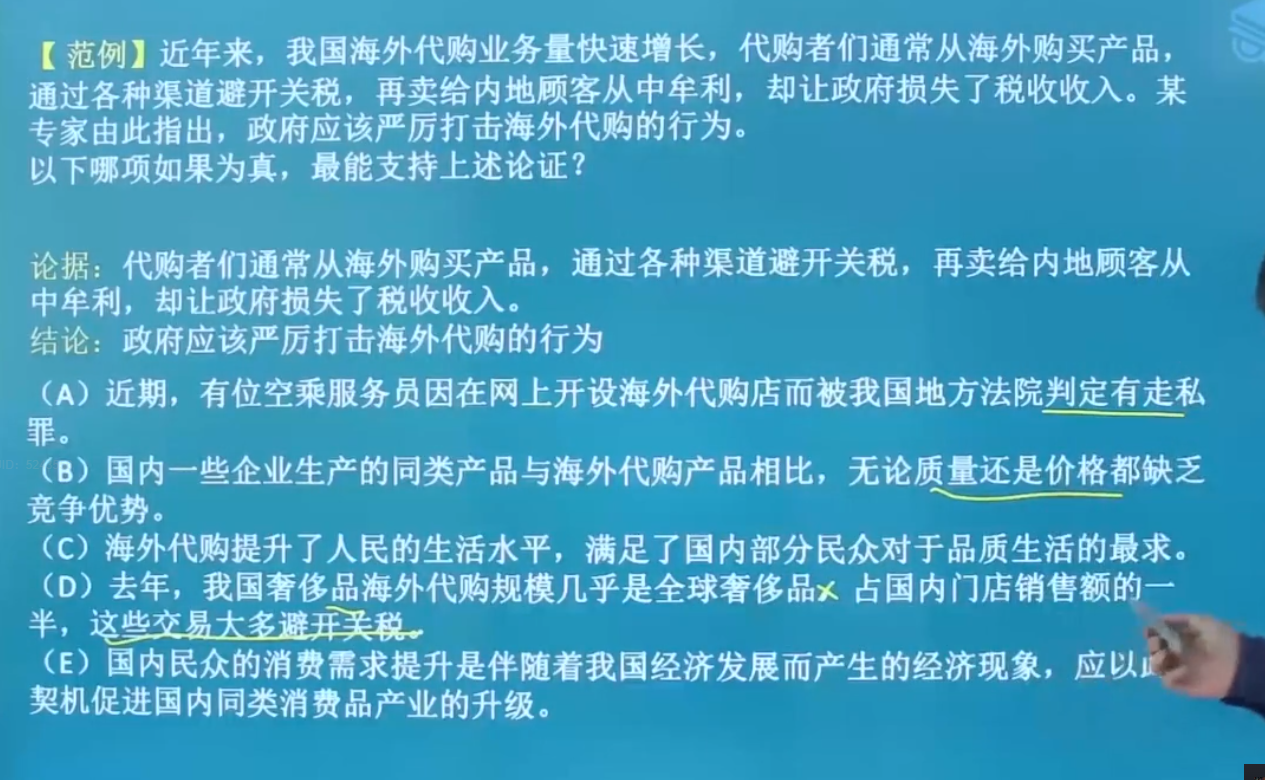 【 范例】近年来，我国海外代购业务量快速增长，代购者们通常从海外购买产品，
通过各种渠道避开关税，再卖给内地顾客从中牟利，却让政府损失了税收收入。某
专家由此指出，政府应该严厉打击海外代购的行为。
以下哪项如果为真，最能支持上述论证？
论据：代购者们通常从海外购买产品，通过各种渠道避开关税，再卖给内地顾客从
中牟利，却让政府损失了税收收入。
结论：政府应该严厉打击海外代购的行为
（A）近期，有位空乘服务员因在网上开设海外代购店而被我国地方法院判定有走私
罪。
（B）国内一些企业生产的同类产品与海外代购产品相比，无论质量还是价格都缺乏
竞争优势。
（C）海外代购提升了人民的生活水平，满足了国内部分民众对于品质生活的最求。
（D）去年，我国奢侈品海外代购规模几乎是全球奢侈品 占国内门店销售额的一
半，这些交易大多避开关税。
（E）国内民众的消费需求提升是伴随着我国经济发展而产生的经济现象，应以
契机促进国内同类消费品产业的升级。